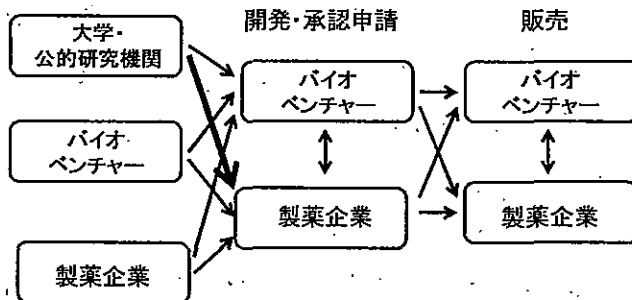 開発・承認申請
販売
大学・
公的研究機関
バイオ
ベンチャー
製薬企業
バイオ
ベンチャー
製薬企業
バイオ
ベンチャー
製薬企業